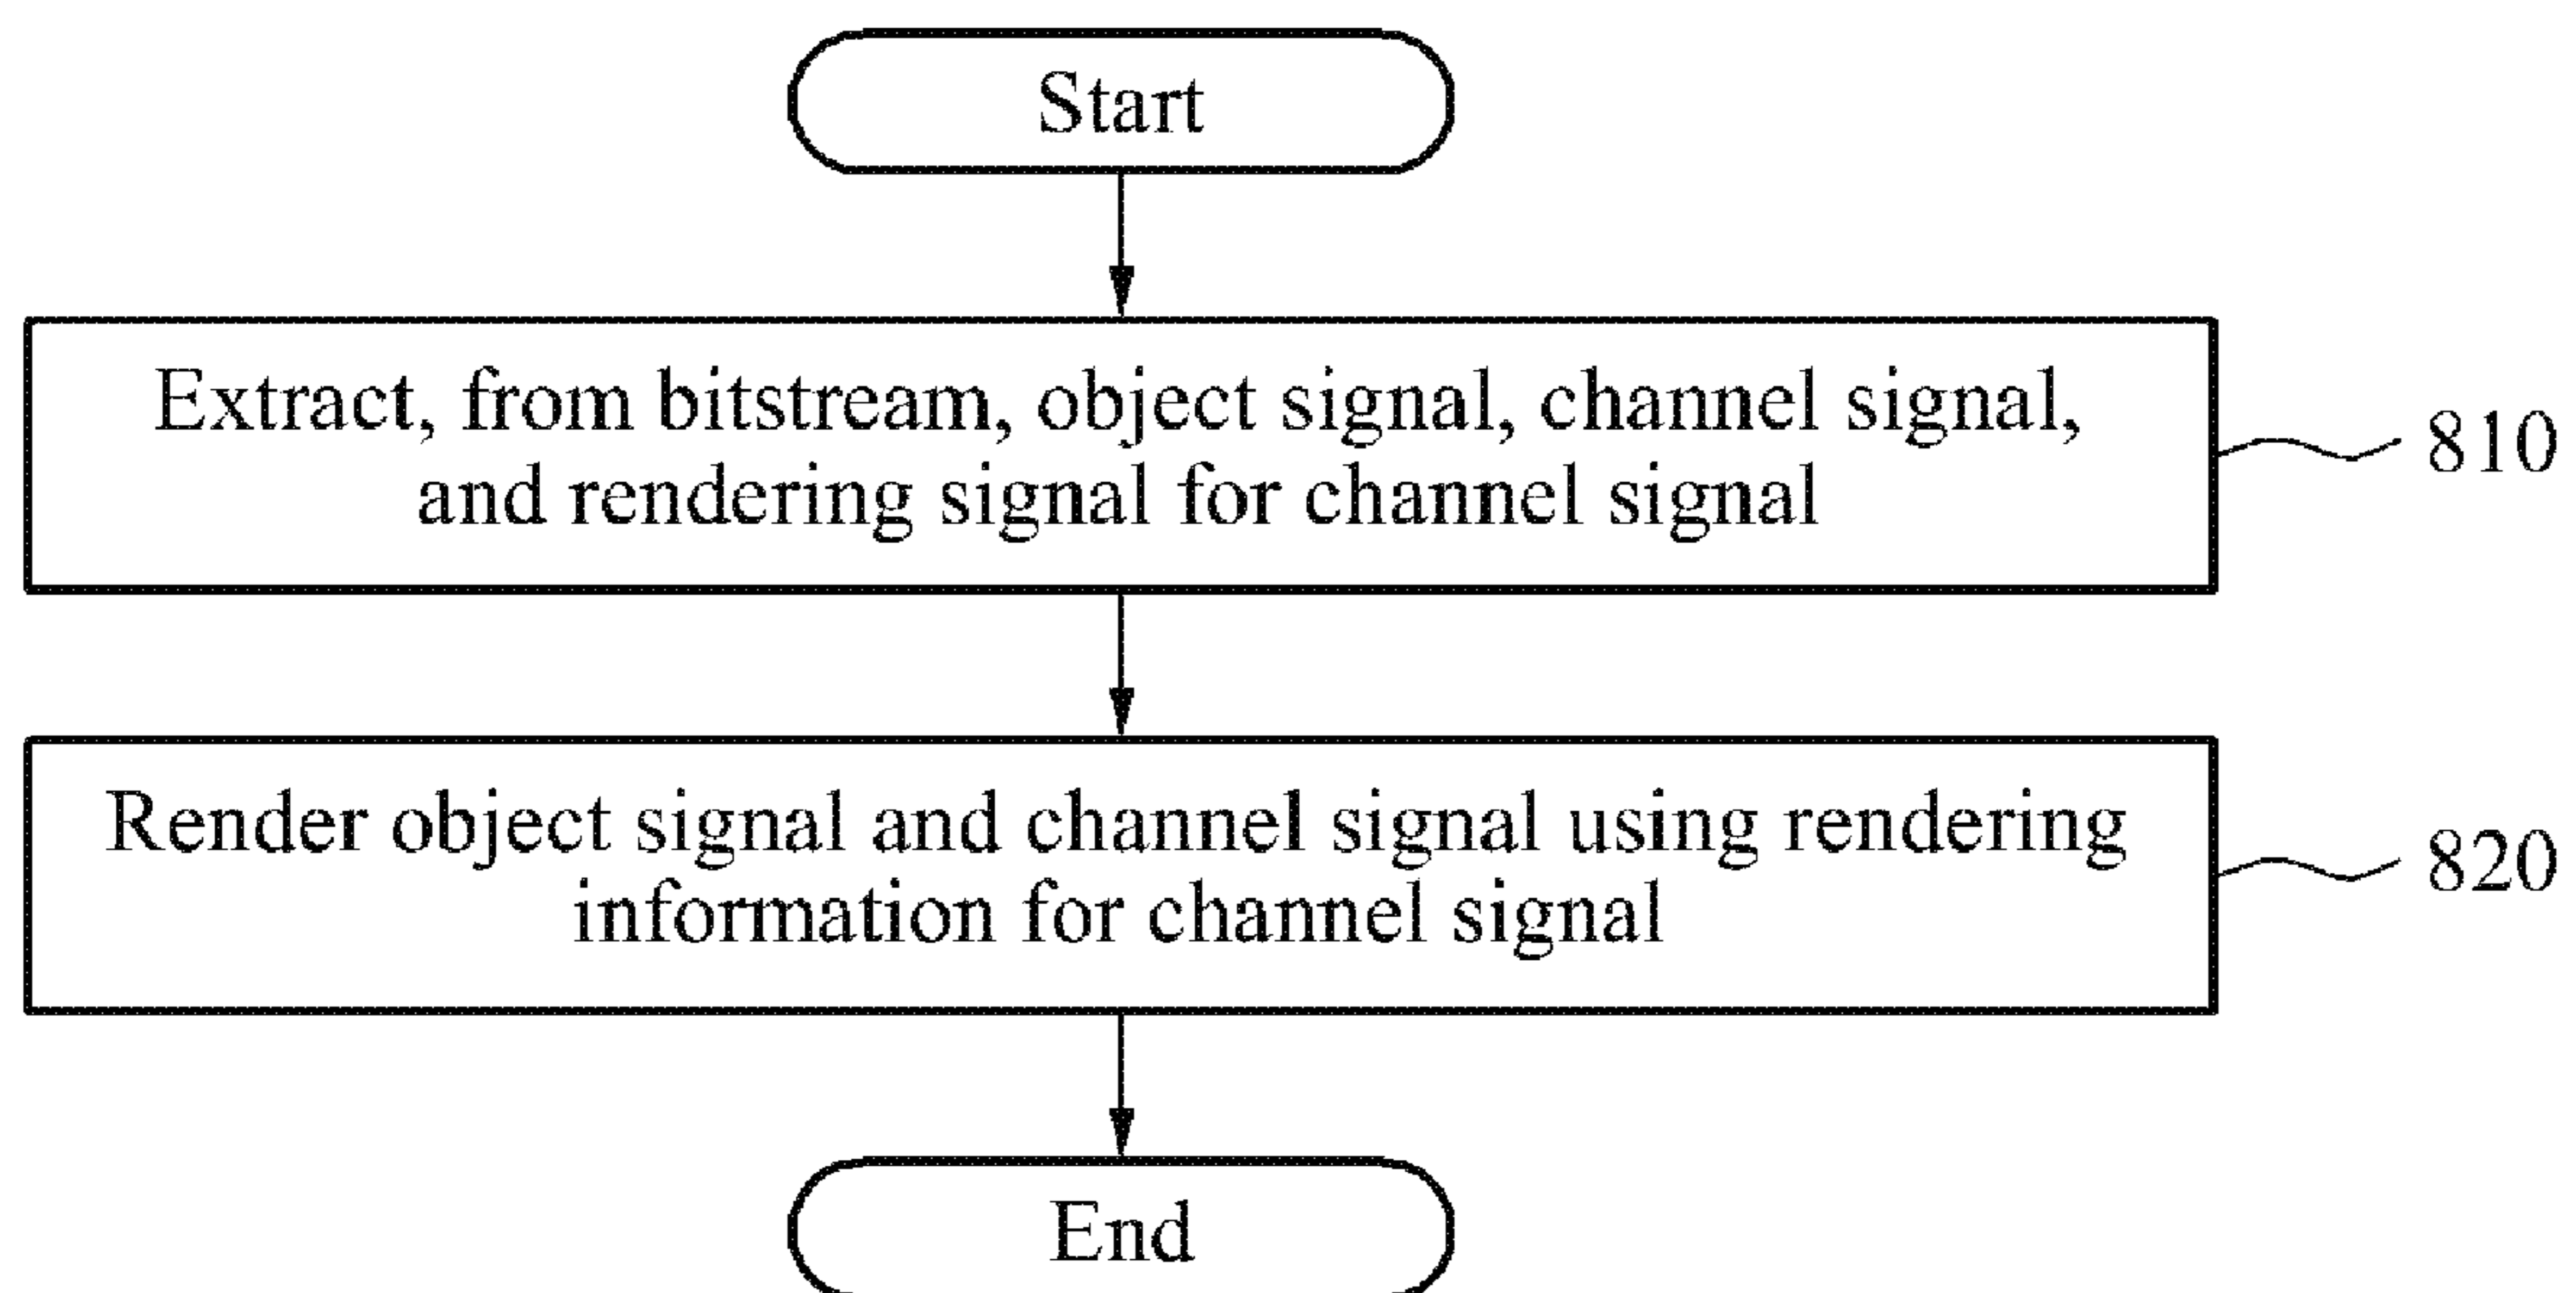 Start
Extract, from bitstream, object signal, channel signal,
and rendering signal for channel signal
810
Render object signal and channel signal using rendering
information for channel signal
820
End